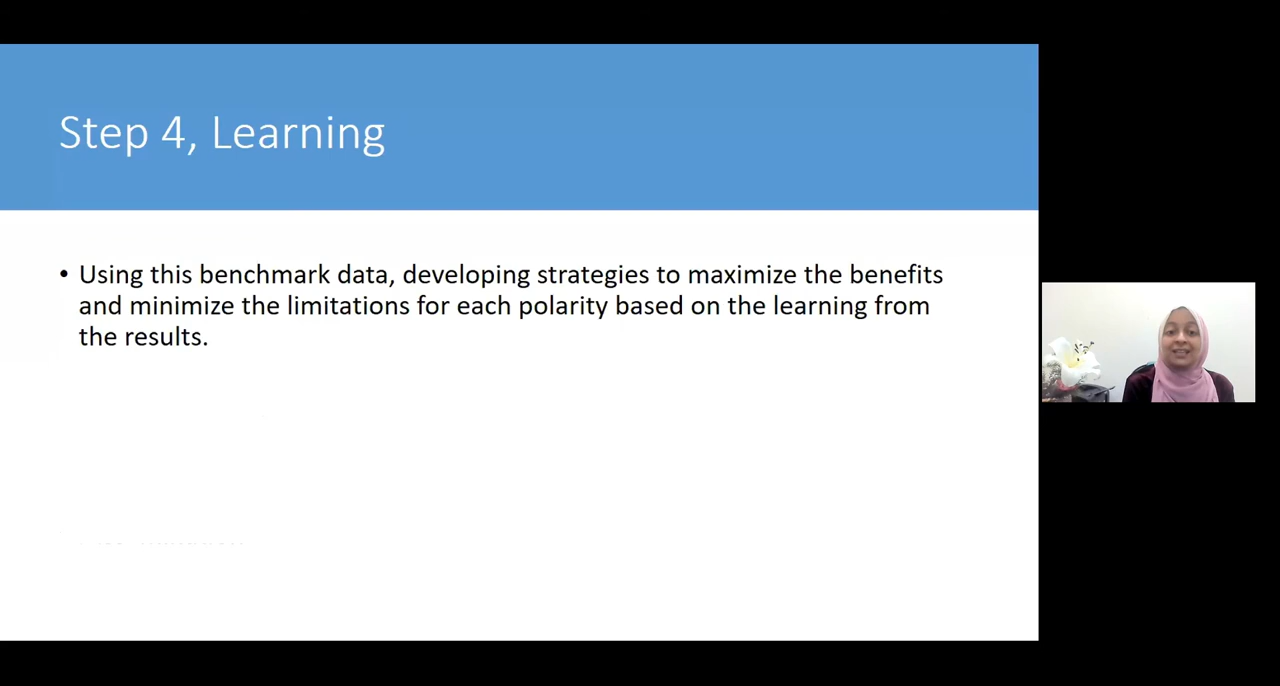 Step 4, Learning
• Using this benchmark data, developing strategies to maximize the benefits
and minimize the limitations for each polarity based on the learning from
the results.